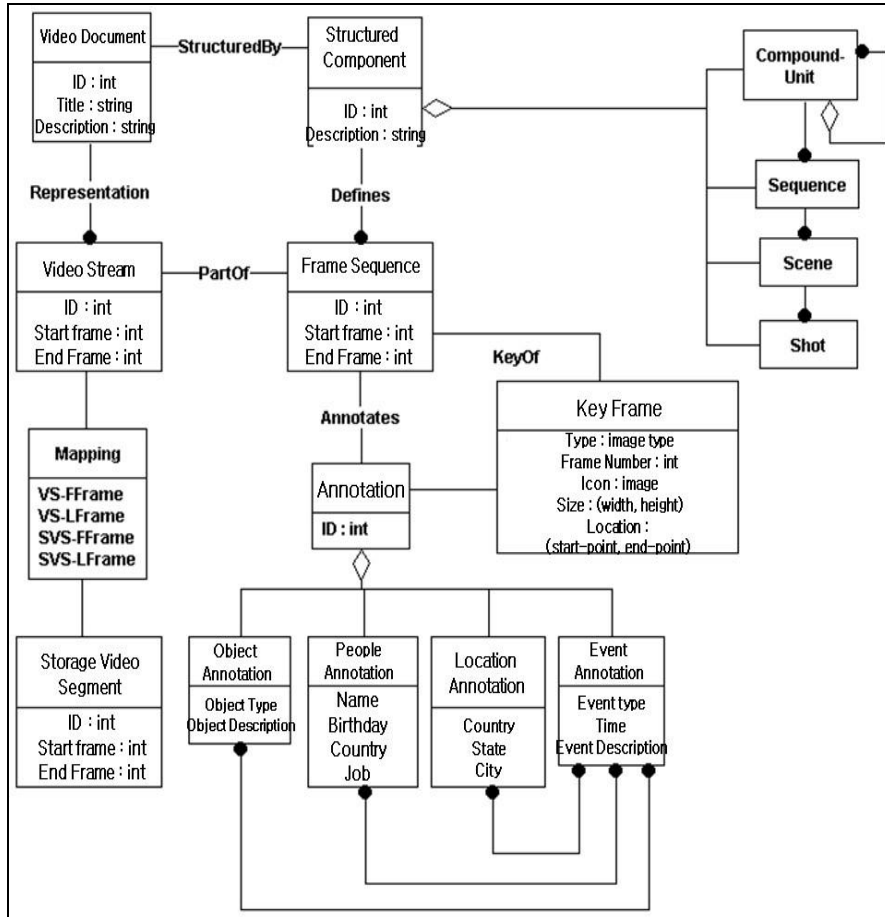 Video Document
ID : int
Title : string
Description : string
StructuredBy
Structured
Component
ID : int
Description : string
Compound-
Unit
Sequence
Scene
Shot
Representation
Defines
Video Stream
ID : int
Start frame : int
End Frame : int
PartOf
Frame Sequence
ID : int
Start frame : int
End Frame : int
KeyOf
Key Frame
Type : image type
Frame Number : int
Icon : image
Size : (width, height)
Location :
(start-point, end-point)
Annotates
Mapping
VS-FFrame
VS-LFrame
SVS-FFrame
SVS-LFrame
Annotation
ID : int
Storage Video
Segment
ID : int
Start frame : int
End Frame : int
Object
Annotation
Object Type
Object Description
People
Annotation
Name
Birthday
Country
Job
Location
Annotation
Country
State
City
Event
Annotation
Event type
Time
Event Description